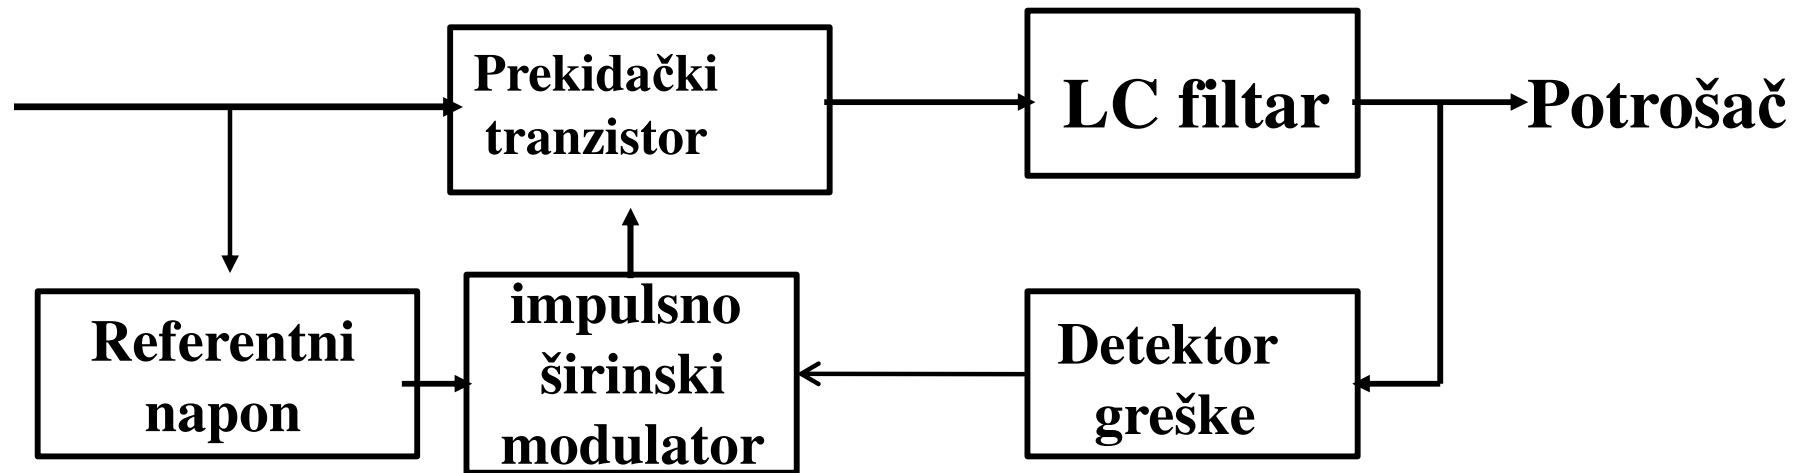 Prekidački
tranzistor
LC filtar
Potrošač
Referentni
napon
impulsno
širinski
modulator
Detektor
greške